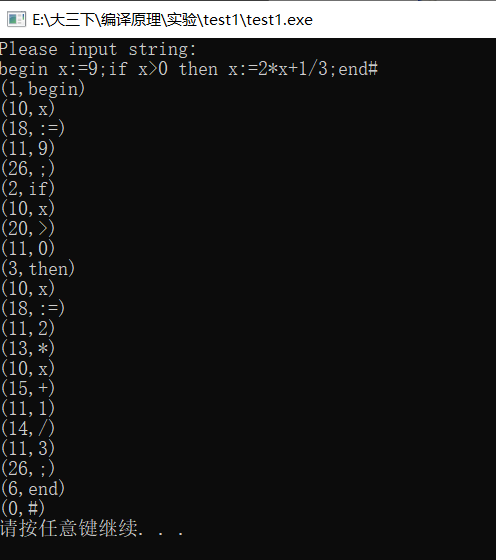 E:\大三下\编译原理\实验\test1\test1.exe
Please input string:
begin x:=9;if x>0 then x:=2*x+1/3;end#
(1,begin)
(10,x)
(18,:=)
(11,9)
(26,;)
(2,if)
(10,x)
(20,>)
(11,0)
(3,then)
(10,x)
(18,:=)
(11,2)
(13,*)
(10,x)
(15,+)
(11,1)
(14,/)
(11,3)
(26,;)
(6,end)
(0,#)
请按任意键继续. . .